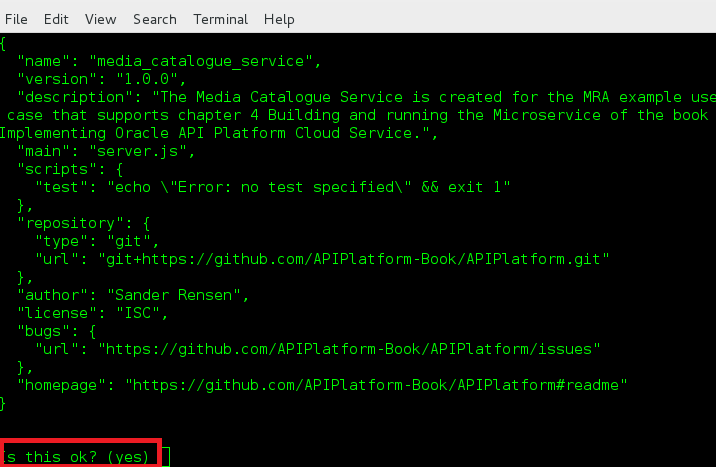 File Edit View Search Terminal Help
{
"name": "media_catalogue_service",
"version": "1.0.0",
"description": "The Media Catalogue Service is created for the MRA example use
case that supports chapter 4 Building and running the Microservice of the book
Implementing Oracle API Platform Cloud Service.",
"main": "server.js",
"scripts": {
"test": "echo \"Error: no test specified\" && exit 1"
},
"repository": {
"type": "git",
"url": "git+https://github.com/APIPlatform-Book/APIPlatform.git"
},
"author": "Sander Rensen",
"license": "ISC",
"bugs": {
"url": "https://github.com/APIPlatform-Book/APIPlatform/issues"
},
"homepage": "https://github.com/APIPlatform-Book/APIPlatform#readme"
}
Is this ok? (yes)